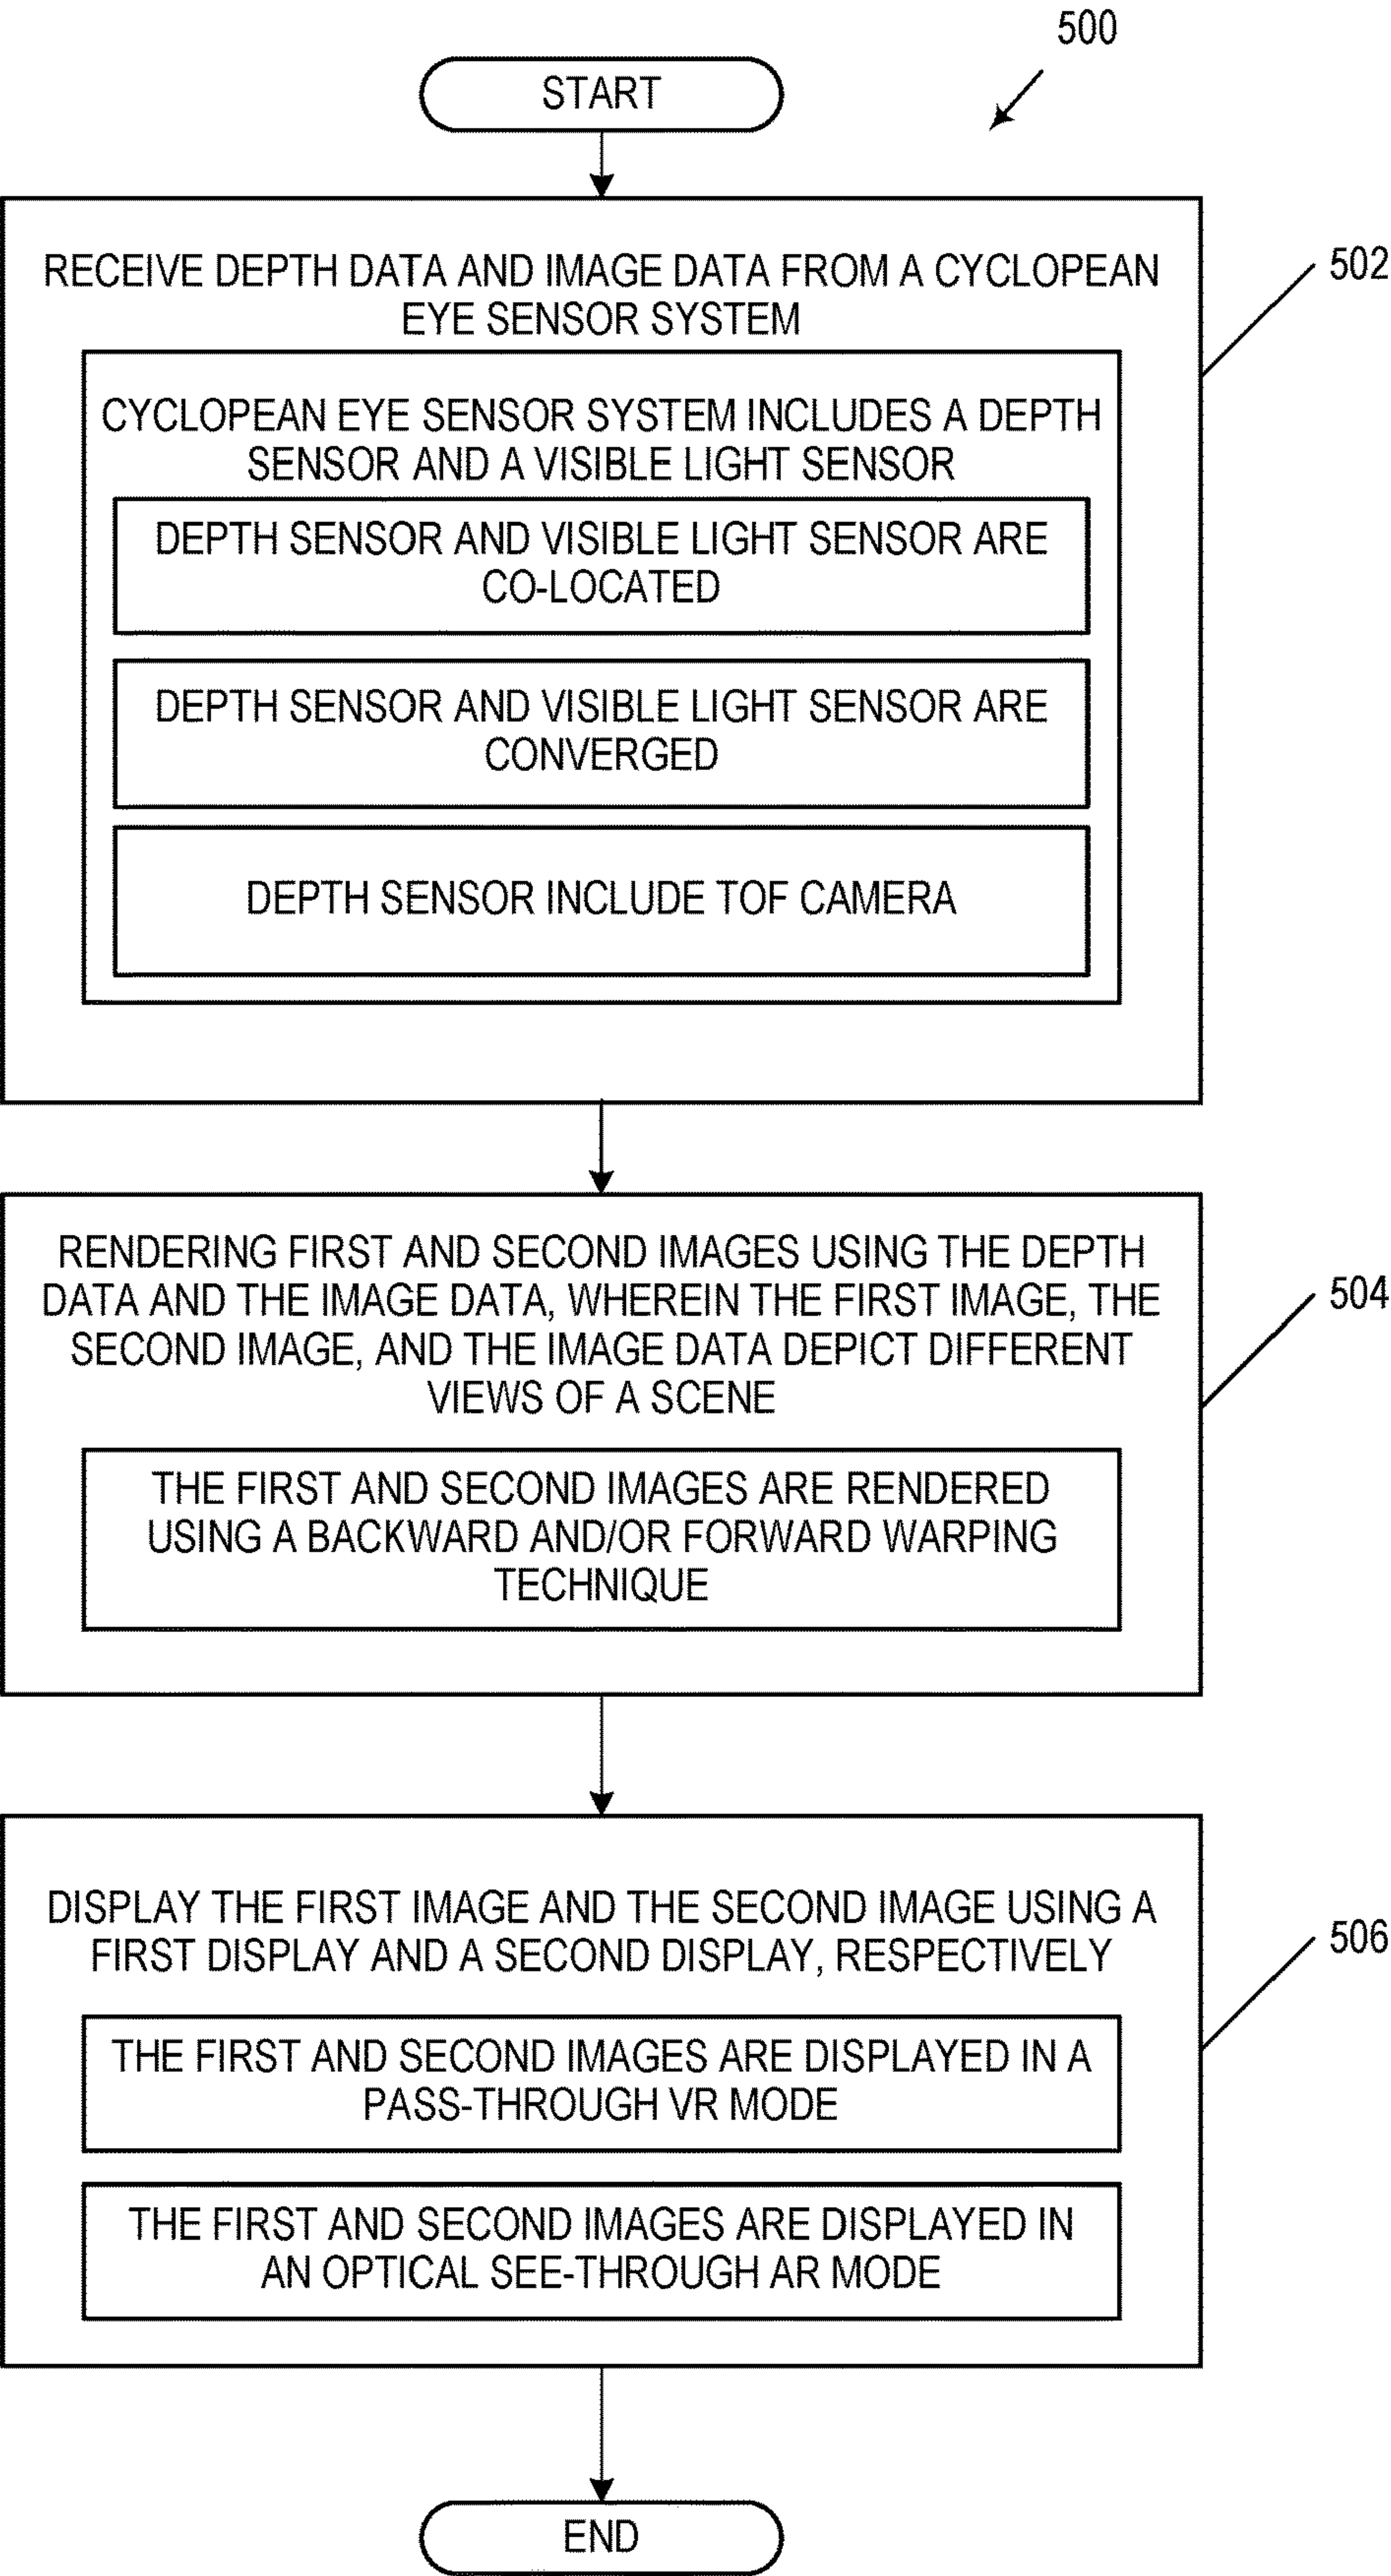 500
START
RECEIVE DEPTH DATA AND IMAGE DATA FROM A CYCLOPEAN
EYE SENSOR SYSTEM
502
CYCLOPEAN EYE SENSOR SYSTEM INCLUDES A DEPTH
SENSOR AND A VISIBLE LIGHT SENSOR
DEPTH SENSOR AND VISIBLE LIGHT SENSOR ARE
CO-LOCATED
DEPTH SENSOR AND VISIBLE LIGHT SENSOR ARE
CONVERGED
DEPTH SENSOR INCLUDE TOF CAMERA
RENDERING FIRST AND SECOND IMAGES USING THE DEPTH
DATA AND THE IMAGE DATA, WHEREIN THE FIRST IMAGE, THE
SECOND IMAGE, AND THE IMAGE DATA DEPICT DIFFERENT
VIEWS OF A SCENE
504
THE FIRST AND SECOND IMAGES ARE RENDERED
USING A BACKWARD AND/OR FORWARD WARPING
TECHNIQUE
DISPLAY THE FIRST IMAGE AND THE SECOND IMAGE USING A
FIRST DISPLAY AND A SECOND DISPLAY, RESPECTIVELY
506
THE FIRST AND SECOND IMAGES ARE DISPLAYED IN A
PASS-THROUGH VR MODE
THE FIRST AND SECOND IMAGES ARE DISPLAYED IN
AN OPTICAL SEE-THROUGH AR MODE
END